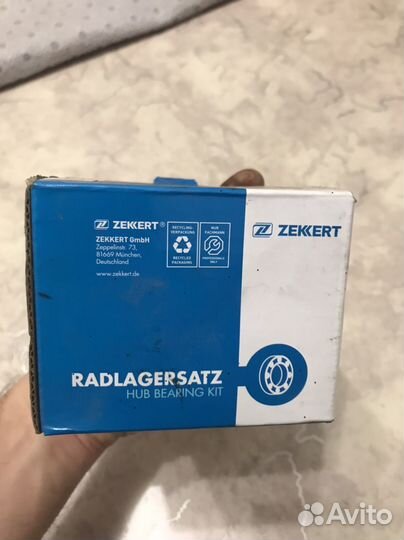 ZEKKERT®
ZEKKERT GmbH
Zeppelinstr. 73,
81669 München,
Deutschland
www.zekkert.de
RECYCLING-
VERPACKUNG
RECYCLED
PACKAGING
NUR
FACHMANN
PROFESSIONALS
ONLY
ZEKKERT
RADLAGERSATZ
HUB BEARING KIT
Avito